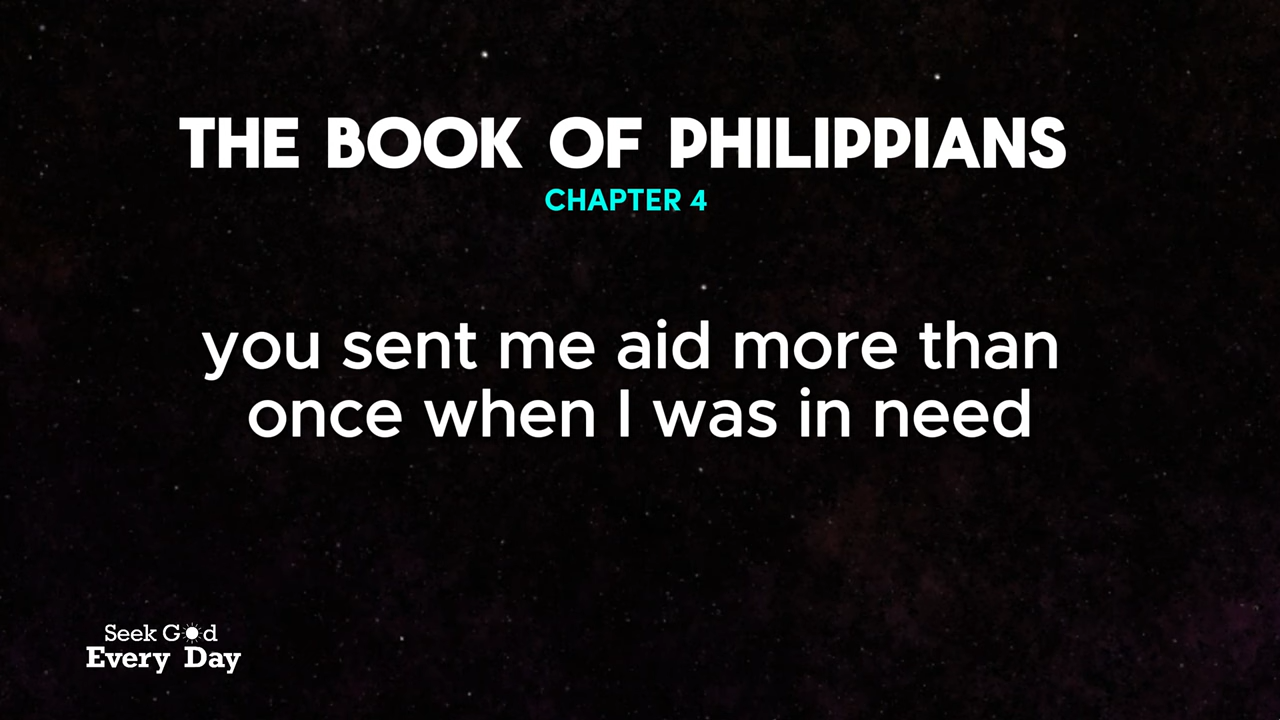 THE BOOK OF PHILIPPIANS
CHAPTER 4
you sent me aid more than
once when I was in need
Seek God
Every Day